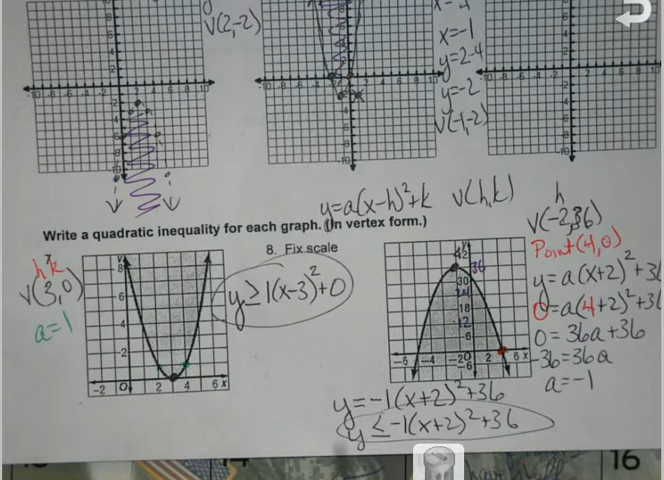 V(2,-2)
x=-1
y=2-4
y=-2
V(-1,-2)
y=a(x-h)²+k V(h,k)
Write a quadratic inequality for each graph. (In vertex form.)
h k
V(3,0)
a=1
8. Fix scale
y≥1(x-3)²+0
h
V(-2,36)
Point(4,0)
y=a(x+2)²+36
0=a(4+2)²+36
0=36a+36
-36=36a
a=-1
y=-1(x+2)²+36
y≤-1(x+2)²+36
16